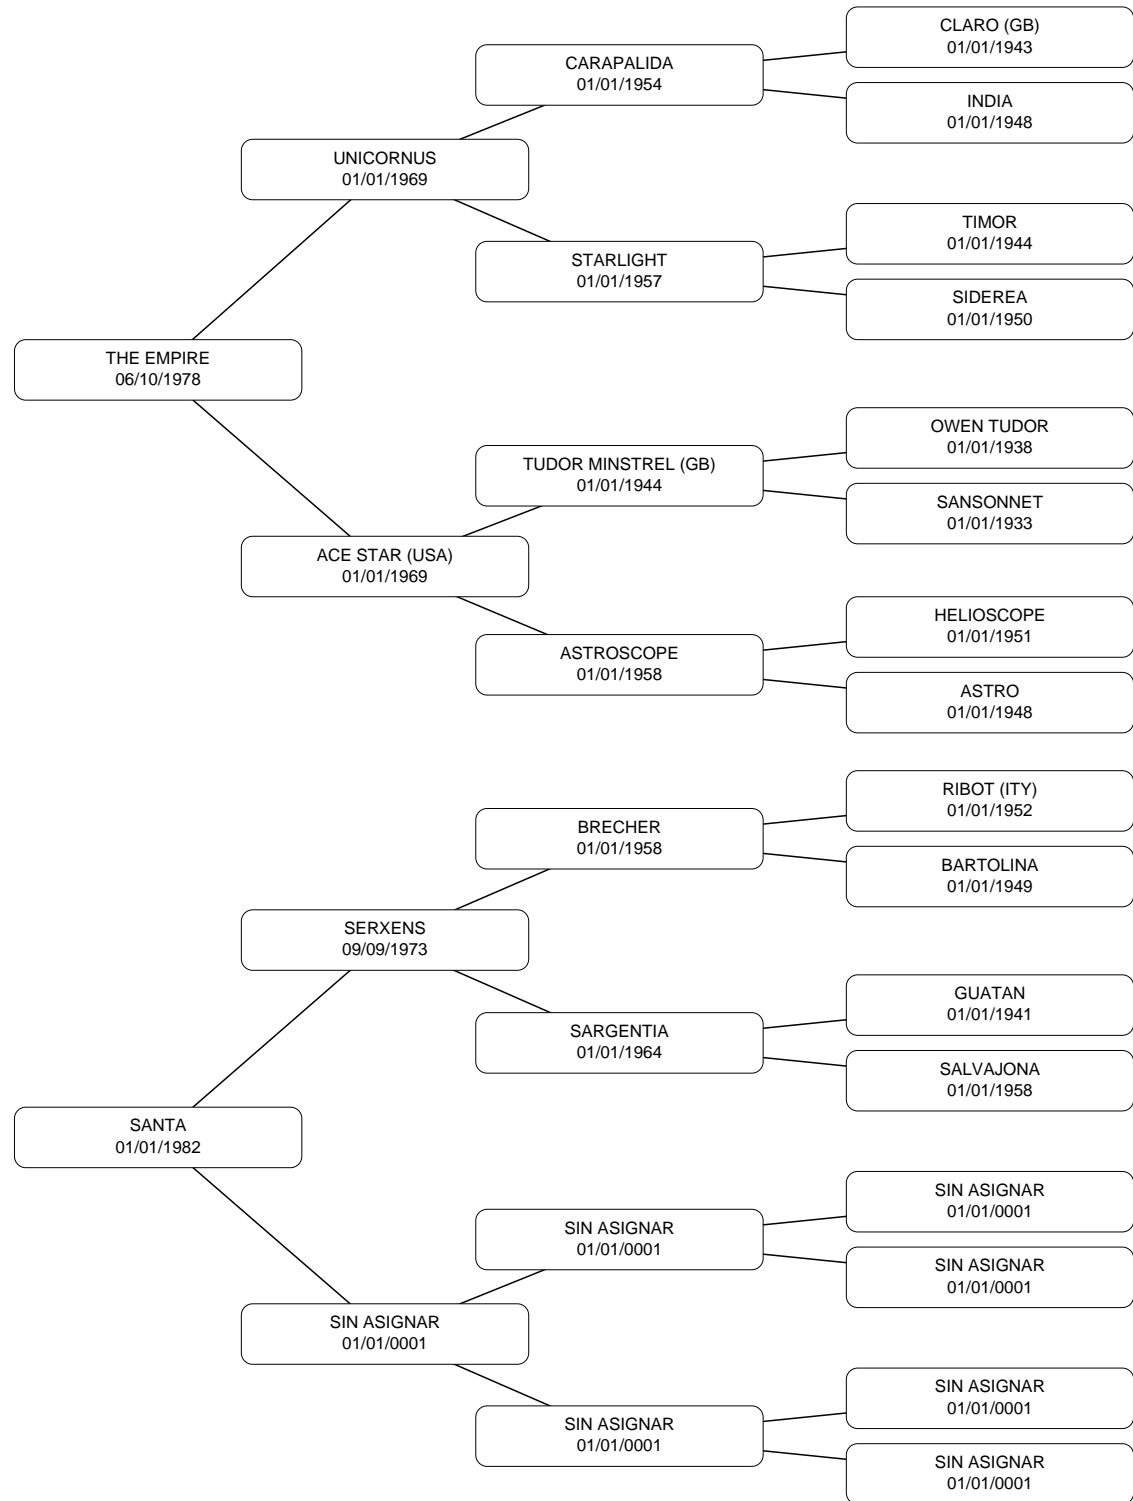 CLARO (GB)
01/01/1943
CARAPALIDA
01/01/1954
INDIA
01/01/1948
UNICORNUS
01/01/1969
TIMOR
01/01/1944
STARLIGHT
01/01/1957
SIDEREA
01/01/1950
THE EMPIRE
06/10/1978
OWEN TUDOR
01/01/1938
TUDOR MINSTREL (GB)
01/01/1944
SANSONNET
01/01/1933
ACE STAR (USA)
01/01/1969
HELIOSCOPE
01/01/1951
ASTROSCOPE
01/01/1958
ASTRO
01/01/1948
RIBOT (ITY)
01/01/1952
BRECHER
01/01/1958
BARTOLINA
01/01/1949
SERXENS
09/09/1973
GUATAN
01/01/1941
SARGENTIA
01/01/1964
SALVAJONA
01/01/1958
SANTA
01/01/1982
SIN ASIGNAR
01/01/0001
SIN ASIGNAR
01/01/0001
SIN ASIGNAR
01/01/0001
SIN ASIGNAR
01/01/0001
SIN ASIGNAR
01/01/0001
SIN ASIGNAR
01/01/0001
SIN ASIGNAR
01/01/0001